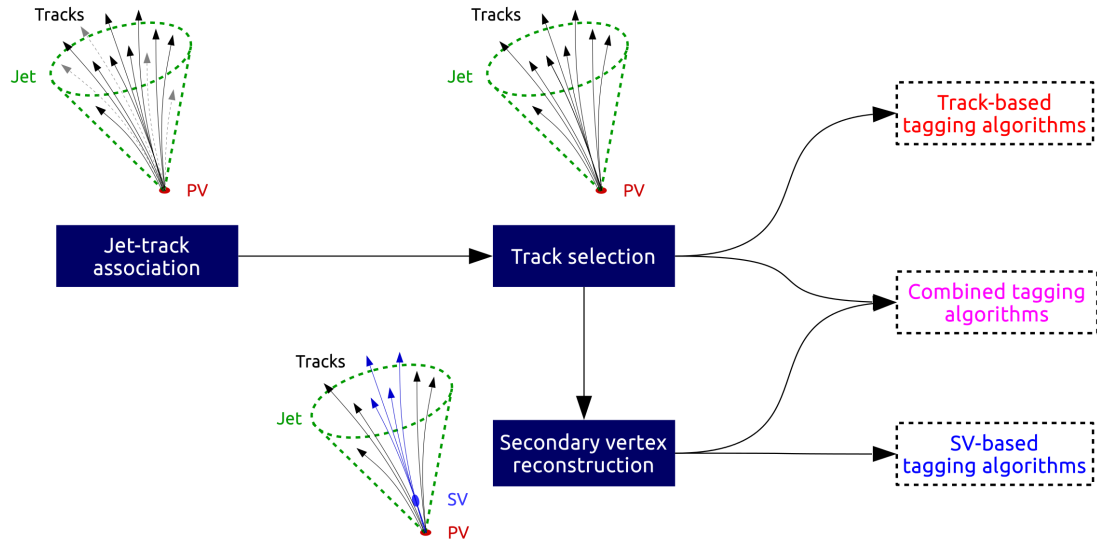 Tracks
Jet
PV
Tracks
Jet
PV
Track-based
tagging algorithms
Jet-track
association
Track selection
Combined tagging
algorithms
Tracks
Jet
SV
PV
Secondary vertex
reconstruction
SV-based
tagging algorithms